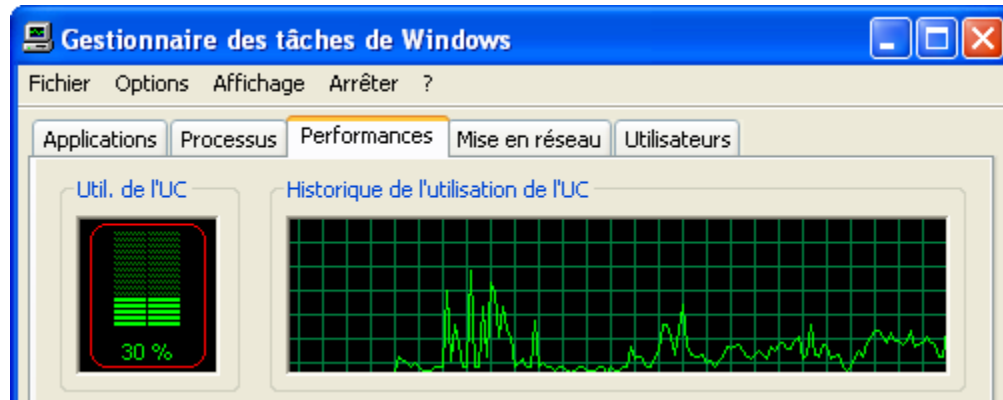 Gestionnaire des tâches de Windows
Fichier Options Affichage Arrêter ?
Applications Processus Performances Mise en réseau Utilisateurs
Util. de l'UC Historique de l'utilisation de l'UC
30 %